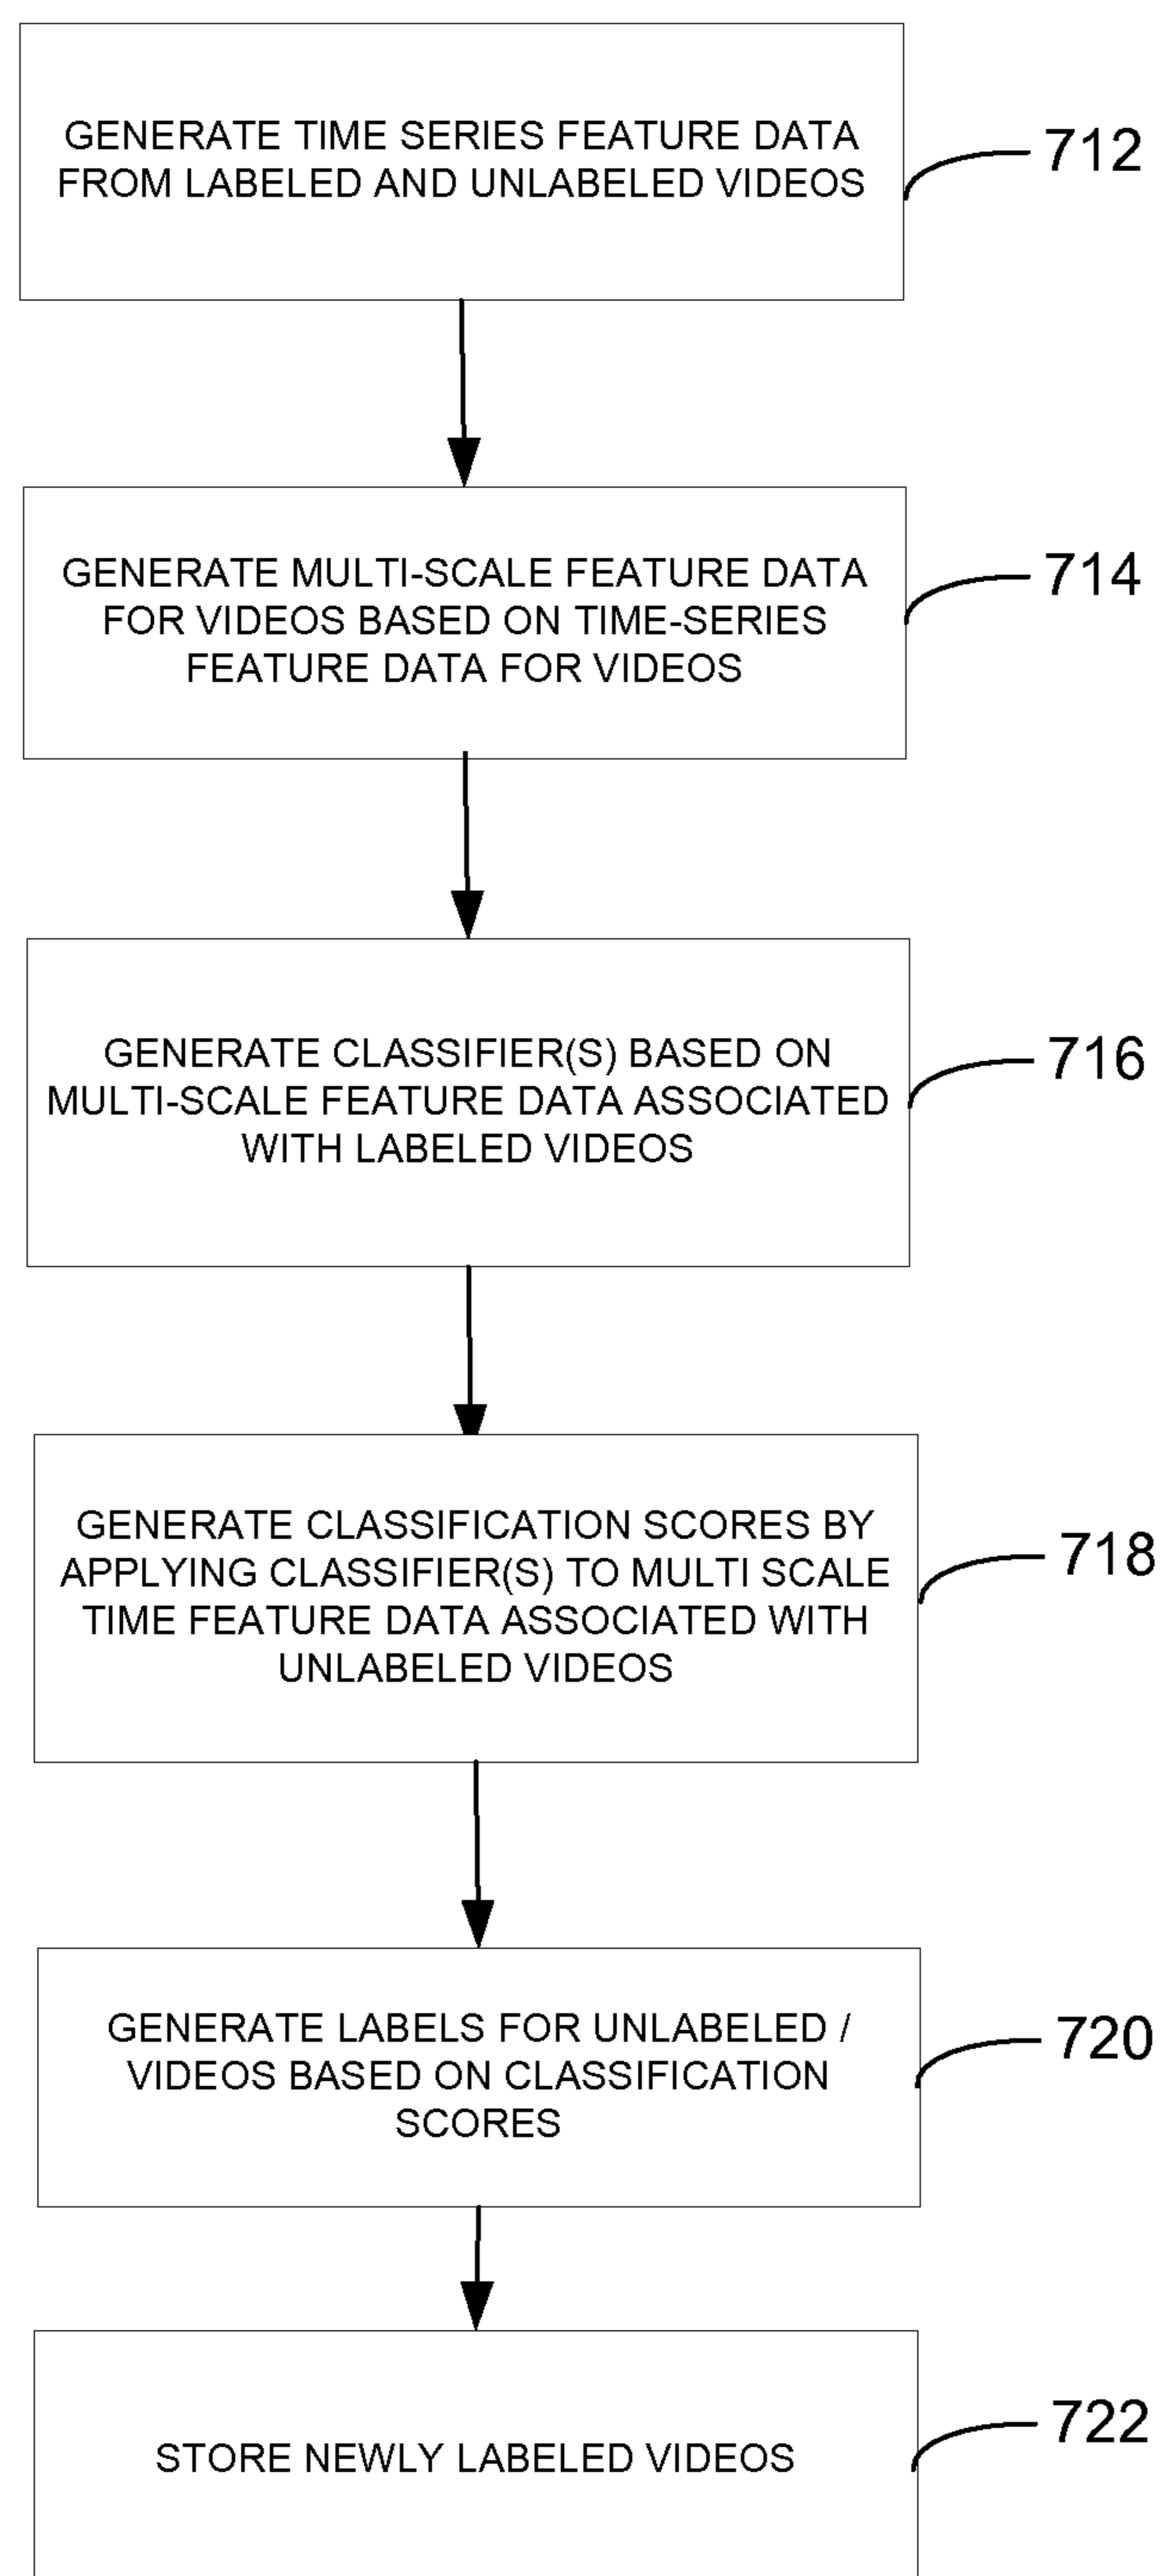 GENERATE TIME SERIES FEATURE DATA
FROM LABELED AND UNLABELED VIDEOS
712
GENERATE MULTI-SCALE FEATURE DATA
FOR VIDEOS BASED ON TIME-SERIES
FEATURE DATA FOR VIDEOS
714
GENERATE CLASSIFIER(S) BASED ON
MULTI-SCALE FEATURE DATA ASSOCIATED
WITH LABELED VIDEOS
716
GENERATE CLASSIFICATION SCORES BY
APPLYING CLASSIFIER(S) TO MULTI SCALE
TIME FEATURE DATA ASSOCIATED WITH
UNLABELED VIDEOS
718
GENERATE LABELS FOR UNLABELED /
VIDEOS BASED ON CLASSIFICATION
SCORES
720
STORE NEWLY LABELED VIDEOS
722